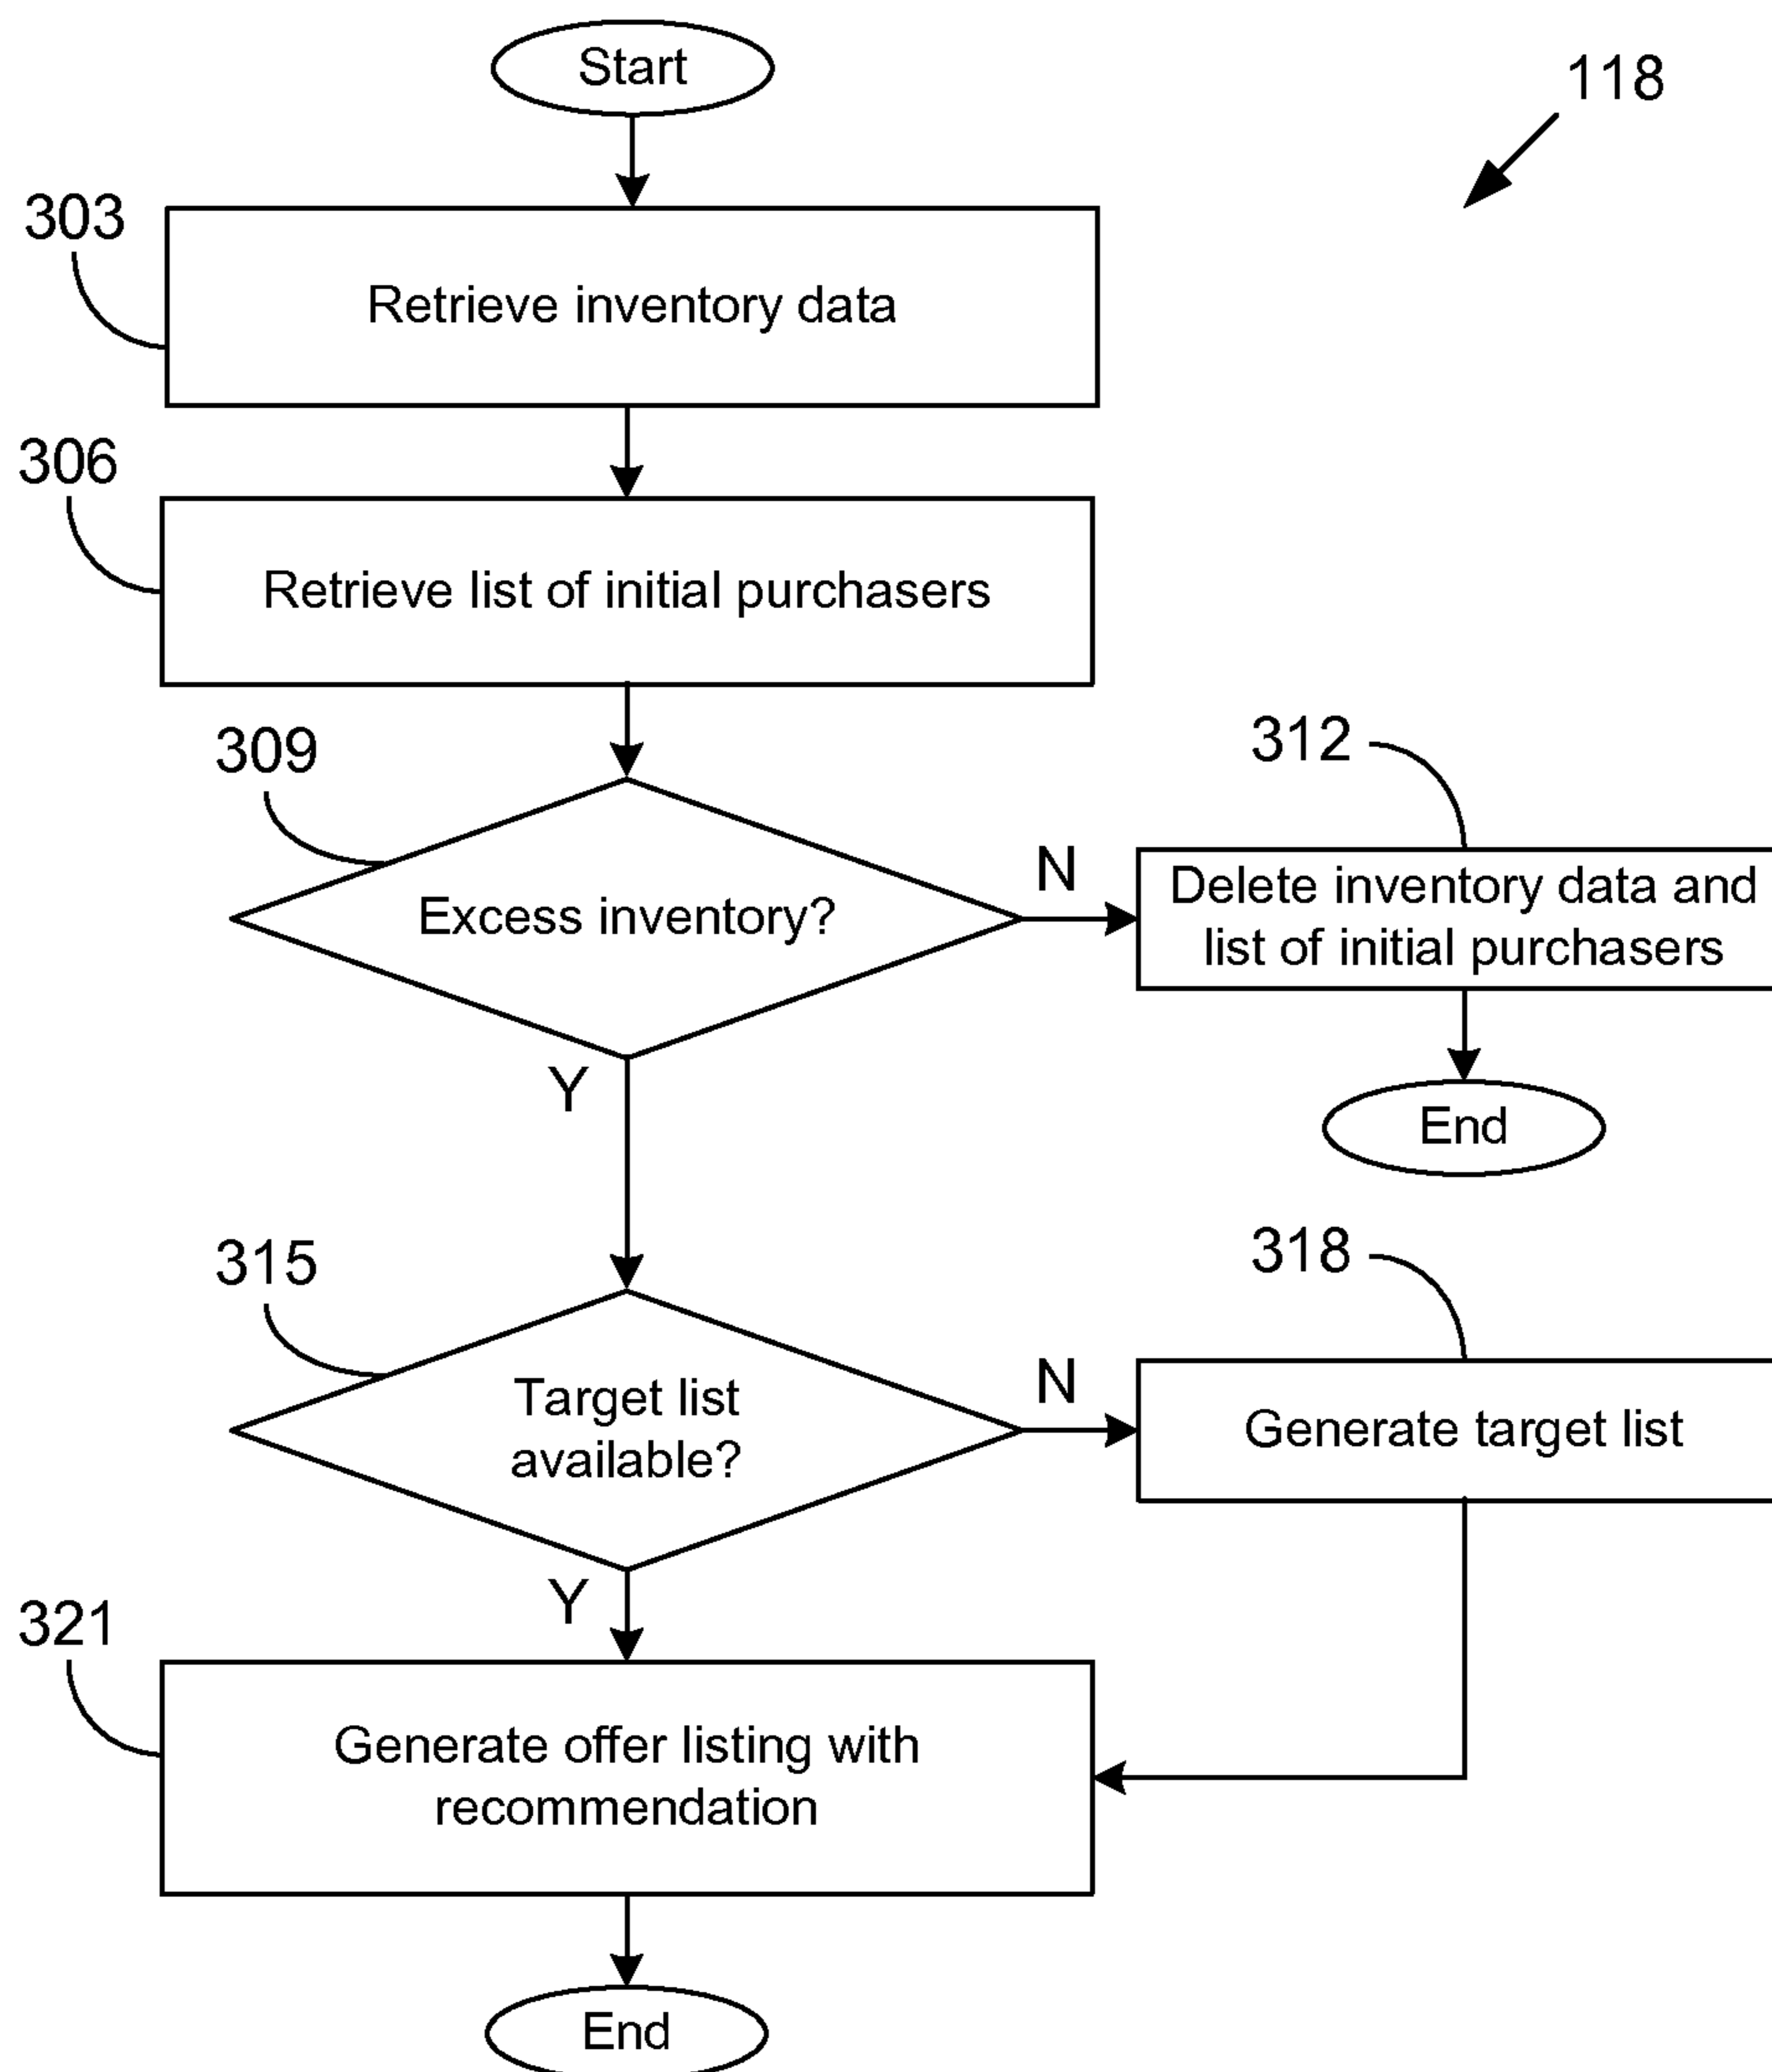 Start
118
303
Retrieve inventory data
306
Retrieve list of initial purchasers
309
312
Excess inventory?
N
Delete inventory data and
list of initial purchasers
Y
End
315
318
Target list
available?
N
Generate target list
Y
321
Generate offer listing with
recommendation
End